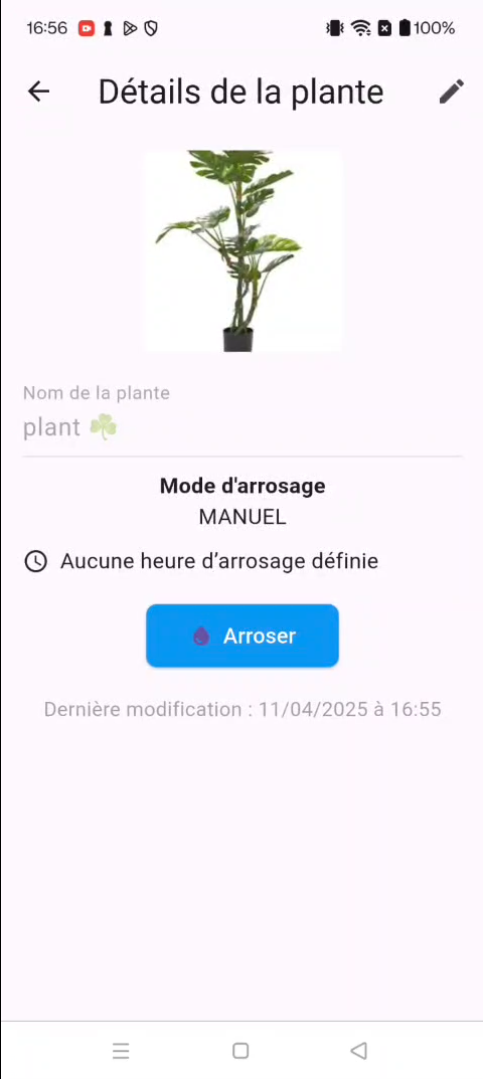 16:56 100%
Détails de la plante
Nom de la plante
plant ☘️
Mode d'arrosage
MANUEL
Aucune heure d’arrosage définie
Arroser
Dernière modification : 11/04/2025 à 16:55